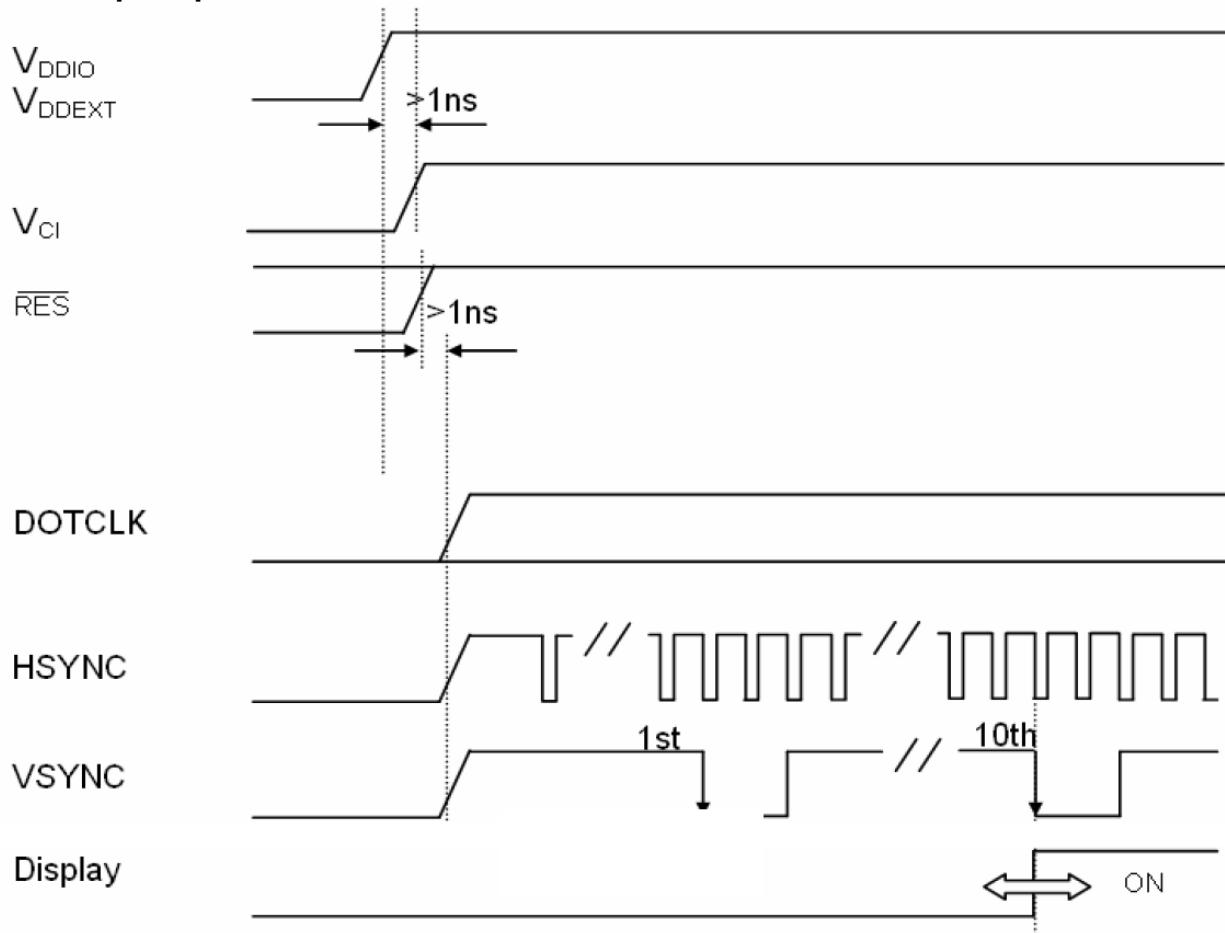 VDDIO
VDDEXT
>1ns
VCI
RES
>1ns
DOTCLK
HSYNC
VSYNC
1st
10th
Display
ON